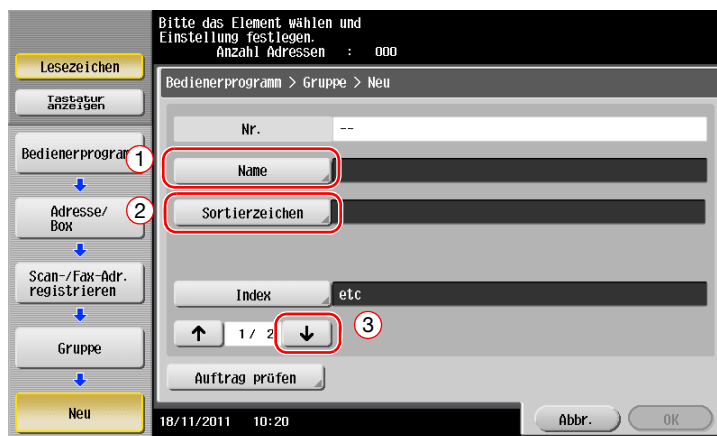 Bitte das Element wählen und
Einstellung festlegen.
Anzahl Adressen : 000
Lesezeichen
Tastatur
anzeigen
Bedienerprogramm > Gruppe > Neu
Nr. --
Bedienerprogram
1
Name
2
Adresse/
Box
Sortierzeichen
Scan-/Fax-Adr.
registrieren
Index etc
↑ 1/ 2 ↓ 3
Gruppe
Auftrag prüfen
Neu
18/11/2011 10:20
Abbr. OK